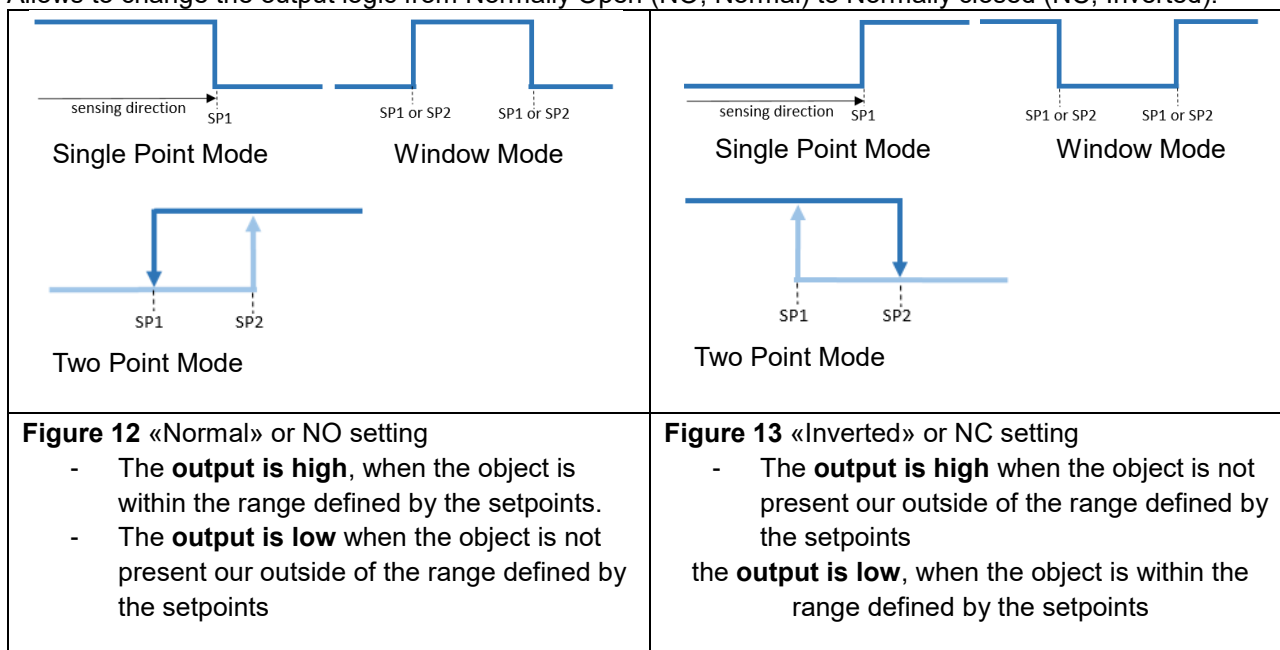 Allows to change the output logic from Normally Open (NO, Normal) to Normally closed (NC, Inverted).
sensing direction
SP1
SP1 or SP2
SP1 or SP2
Single Point Mode
Window Mode
SP1
SP2
Two Point Mode
sensing direction
SP1
SP1 or SP2
SP1 or SP2
Single Point Mode
Window Mode
SP1
SP2
Two Point Mode
Figure 12 «Normal» or NO setting
- The output is high, when the object is
within the range defined by the setpoints.
- The output is low when the object is not
present our outside of the range defined by
the setpoints
Figure 13 «Inverted» or NC setting
- The output is high when the object is not
present our outside of the range defined by
the setpoints
the output is low, when the object is within the
range defined by the setpoints